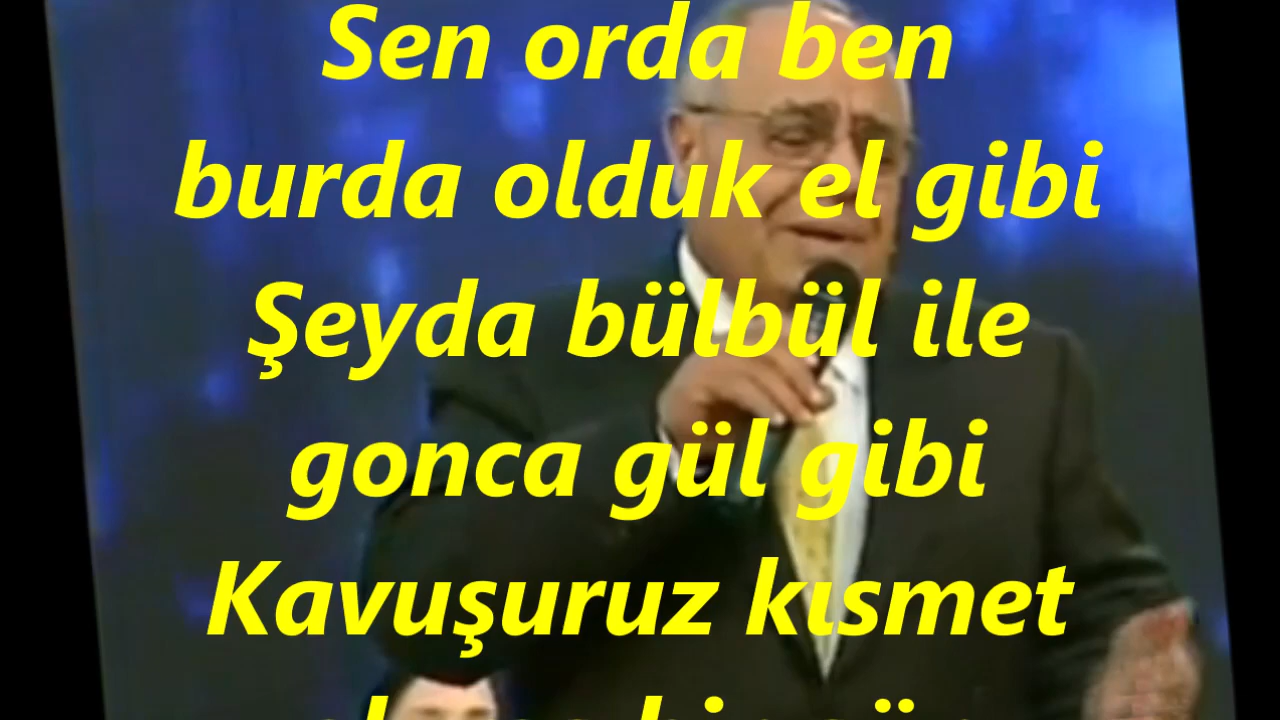 Sen orda ben
burda olduk el gibi
Şeyda bülbül ile
gonca gül gibi
Kavuşuruz kısmet